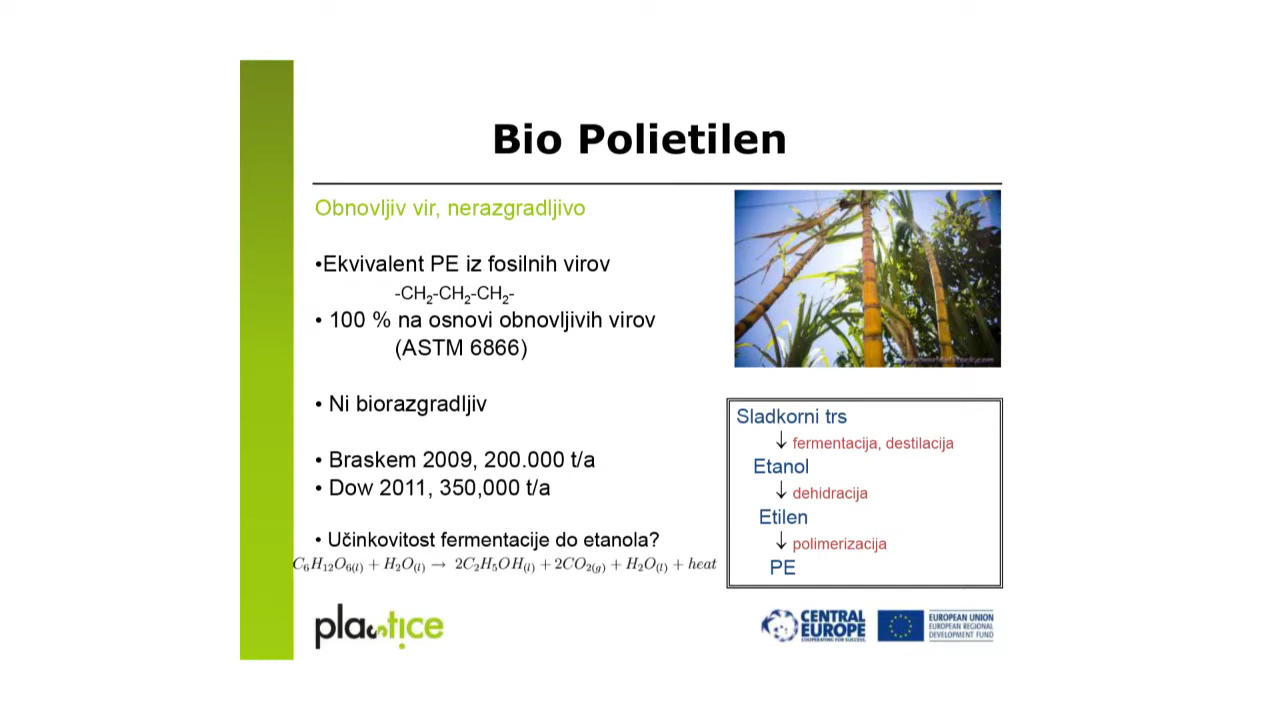 Bio Polietilen
Obnovljiv vir, nerazgradljivo
•Ekvivalent PE iz fosilnih virov
-CH₂-CH₂-CH₂-
• 100 % na osnovi obnovljivih virov
(ASTM 6866)
• Ni biorazgradljiv
• Braskem 2009, 200.000 t/a
• Dow 2011, 350,000 t/a
• Učinkovitost fermentacije do etanola?
C₆H₁₂O₆₍ₗ₎ + H₂O₍ₗ₎ → 2C₂H₅OH₍ₗ₎ + 2CO₂₍g₎ + H₂O₍ₗ₎ + heat
Sladkorni trs
↓ fermentacija, destilacija
Etanol
↓ dehidracija
Etilen
↓ polimerizacija
PE
plastice
CENTRAL
EUROPE
COOPERATING FOR SUCCESS.
EUROPEAN UNION
EUROPEAN REGIONAL
DEVELOPMENT FUND